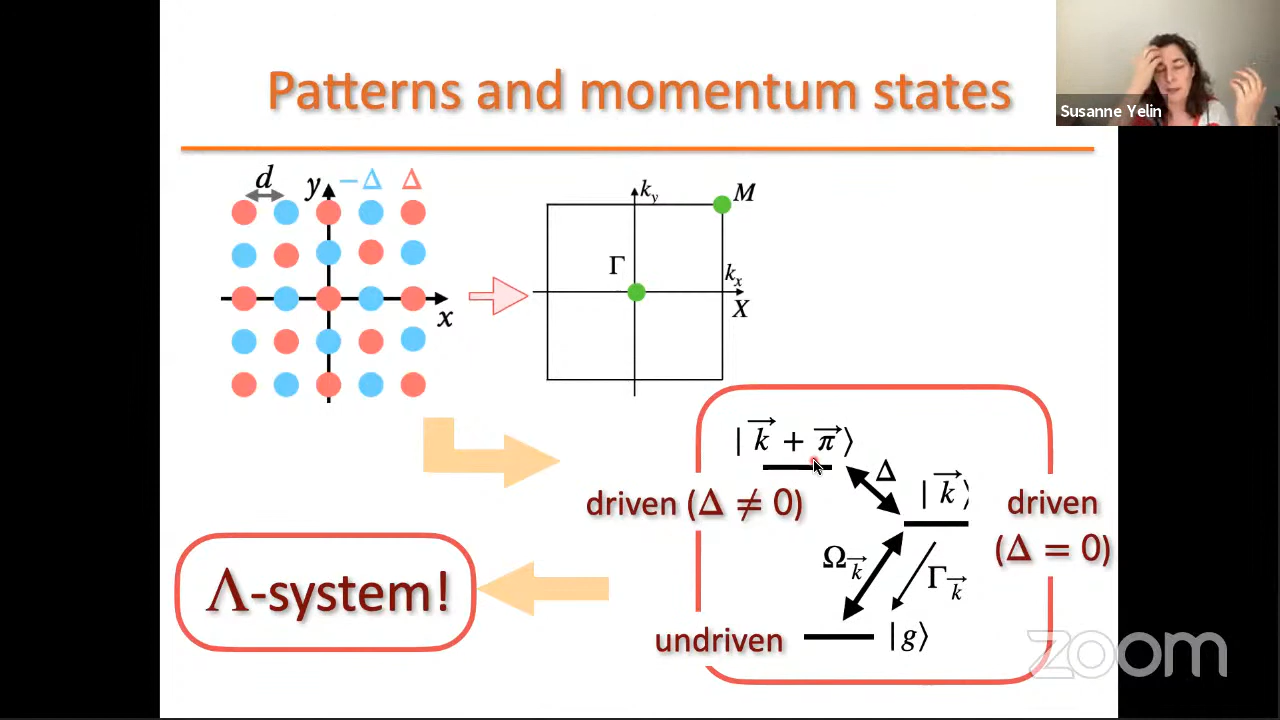 Patterns and momentum states
Susanne Yelin
d
y
−Δ
Δ
x
k_y
M
Γ
k_x
X
|k⃗ + π⃗⟩
Δ
|k⃗⟩
driven (Δ ≠ 0)
driven
(Δ = 0)
Ω_k⃗
Γ_k⃗
Λ-system!
undriven
|g⟩
zoom